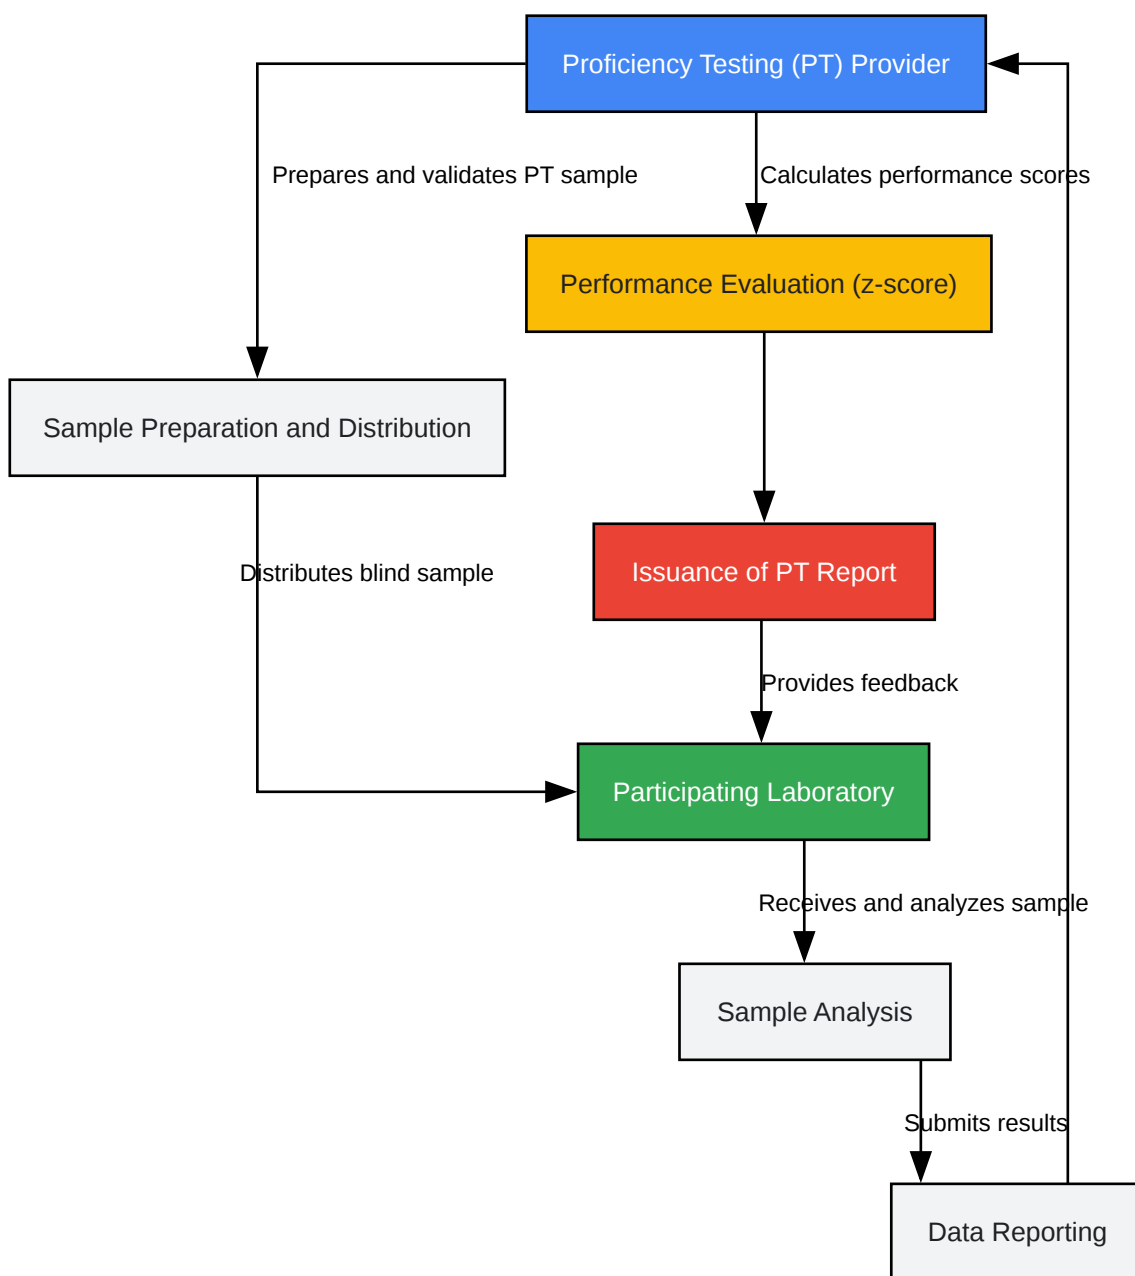 Proficiency Testing (PT) Provider
Prepares and validates PT sample
Calculates performance scores
Performance Evaluation (z-score)
Sample Preparation and Distribution
Distributes blind sample
Issuance of PT Report
Provides feedback
Participating Laboratory
Receives and analyzes sample
Sample Analysis
Submits results
Data Reporting